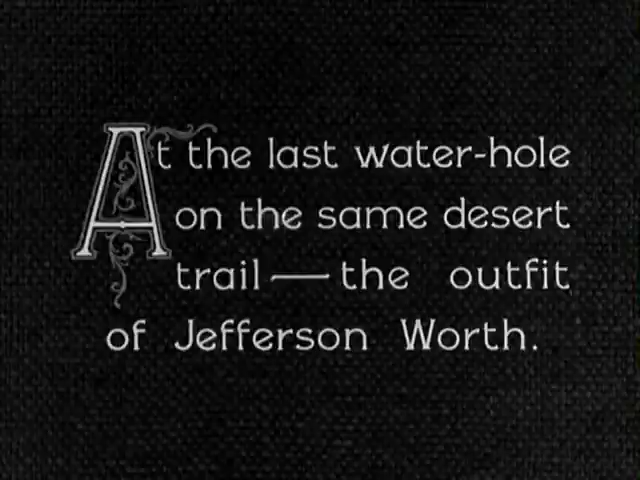 At the last water-hole
on the same desert
trail — the outfit
of Jefferson Worth.